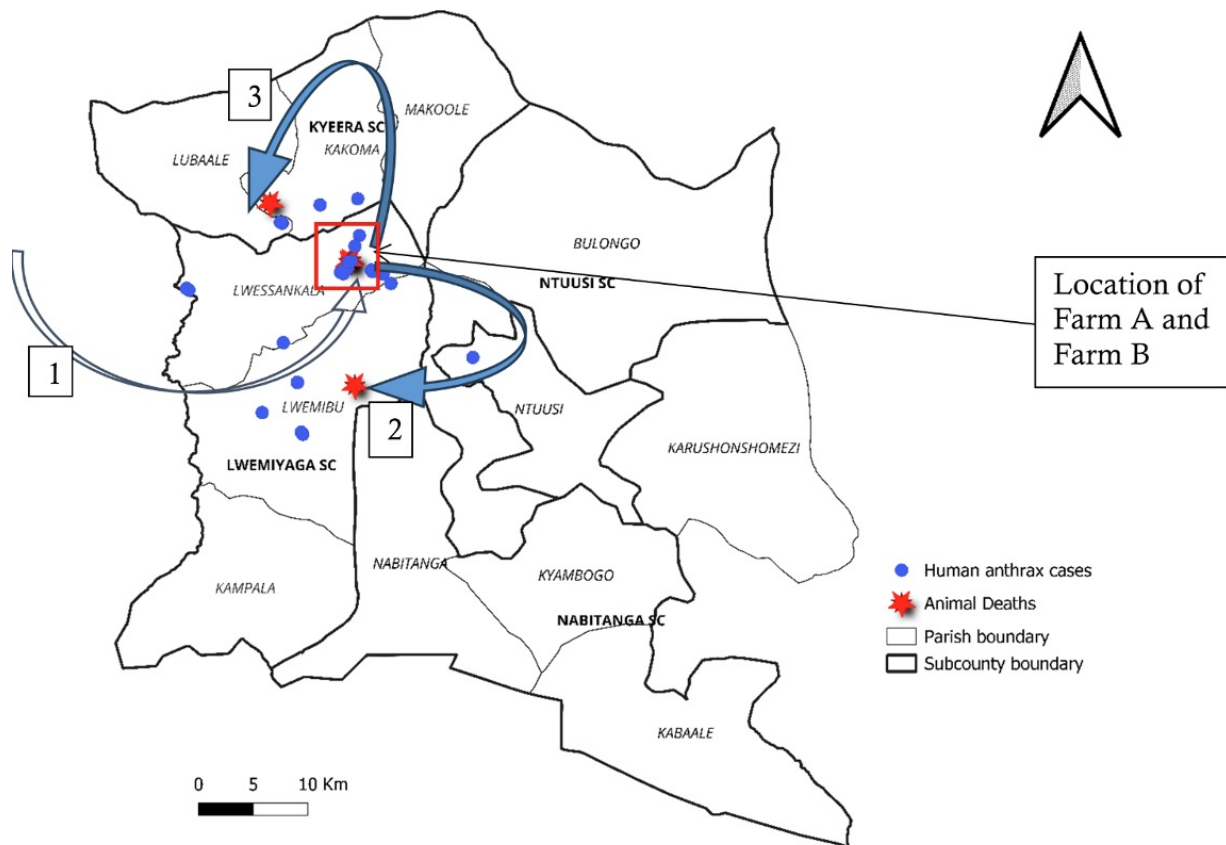 3
MAKOOLE
KYEERA SC
KAKOMA
LUBAALE
BULONGO
NTUUSI SC
LWESSANKALA
Location of
Farm A and
Farm B
1
LWEMIBU
2
NTUUSI
KARUSHONSHOMEZI
LWEMIYAGA SC
NABITANGA
KYAMBOGO
KAMPALA
NABITANGA SC
KABAALE
Human anthrax cases
Animal Deaths
Parish boundary
Subcounty boundary
0 5 10 Km